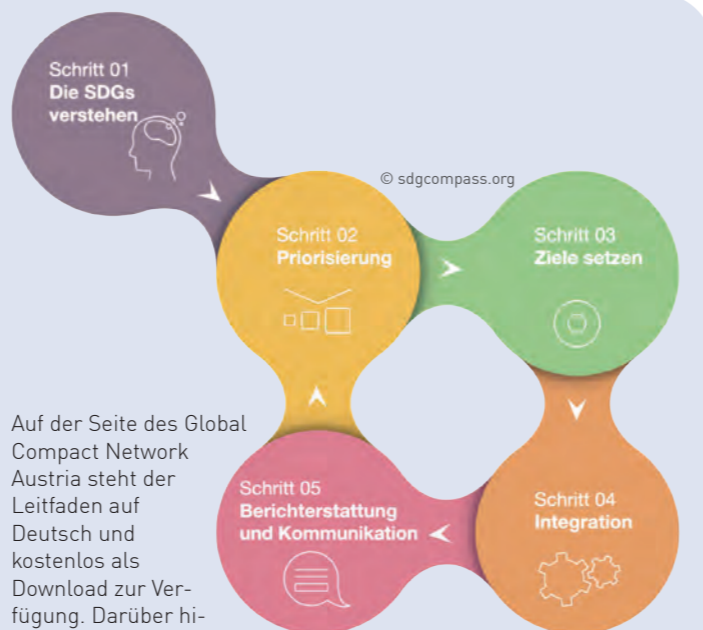 Schritt 01
Die SDGs
verstehen
© sdgcompass.org
Schritt 02
Priorisierung
Schritt 03
Ziele setzen
Schritt 04
Integration
Schritt 05
Berichterstattung
und Kommunikation
Auf der Seite des Global
Compact Network
Austria steht der
Leitfaden auf
Deutsch und
kostenlos als
Download zur Ver-
fügung. Darüber hi-